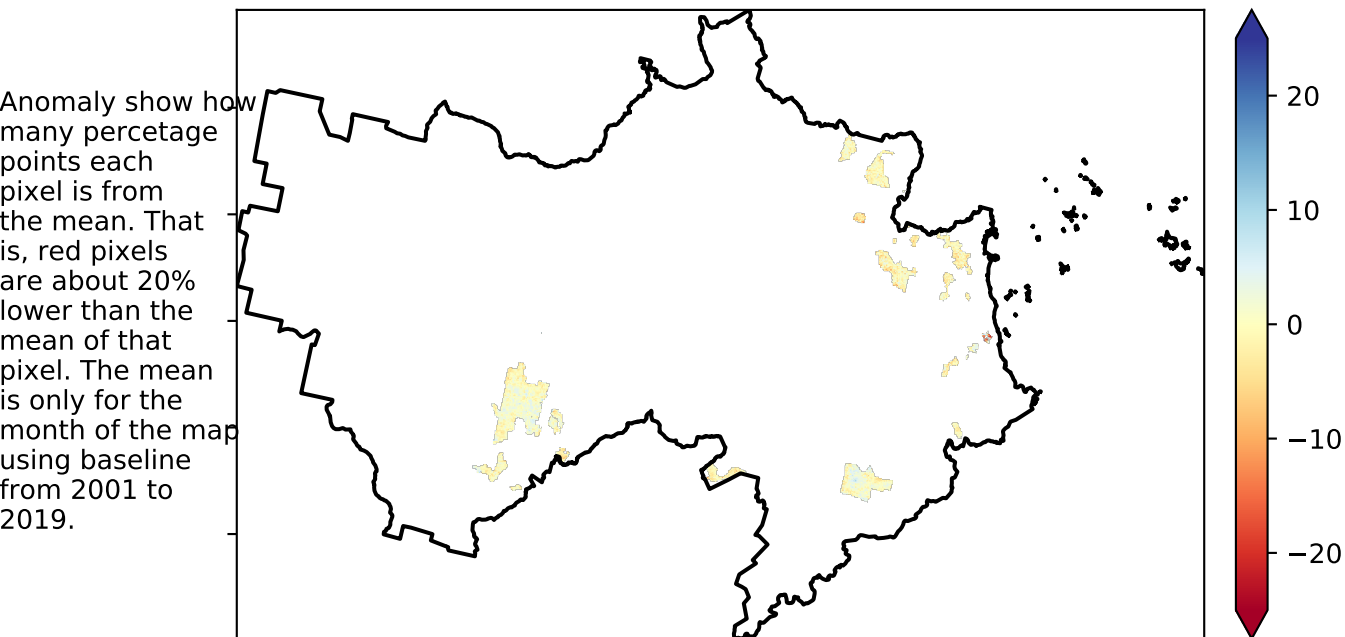 Anomaly show how
many percetage
points each
pixel is from
the mean. That
is, red pixels
are about 20%
lower than the
mean of that
pixel. The mean
is only for the
month of the map
using baseline
from 2001 to
2019.
20
10
0
−10
−20